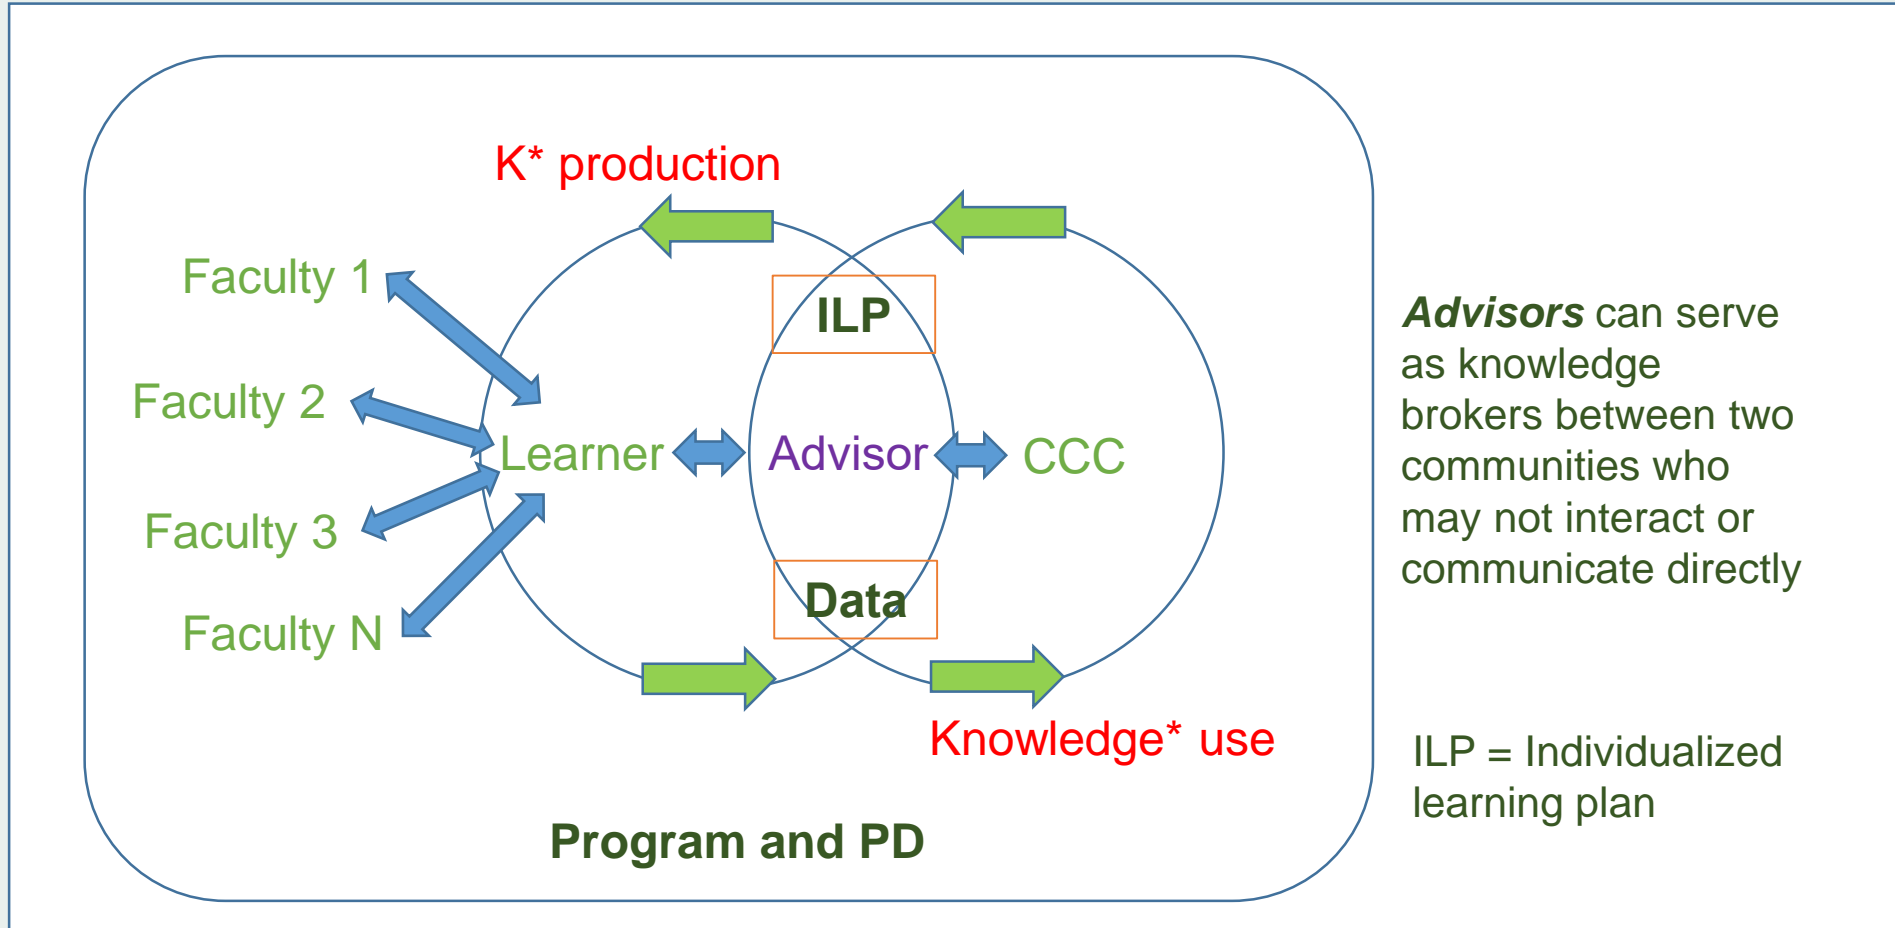 K* production
Faculty 1
ILP
Faculty 2
Learner
Advisor
CCC
Faculty 3
Data
Faculty N
Knowledge* use
Program and PD
Advisors can serve
as knowledge
brokers between two
communities who
may not interact or
communicate directly
ILP = Individualized
learning plan